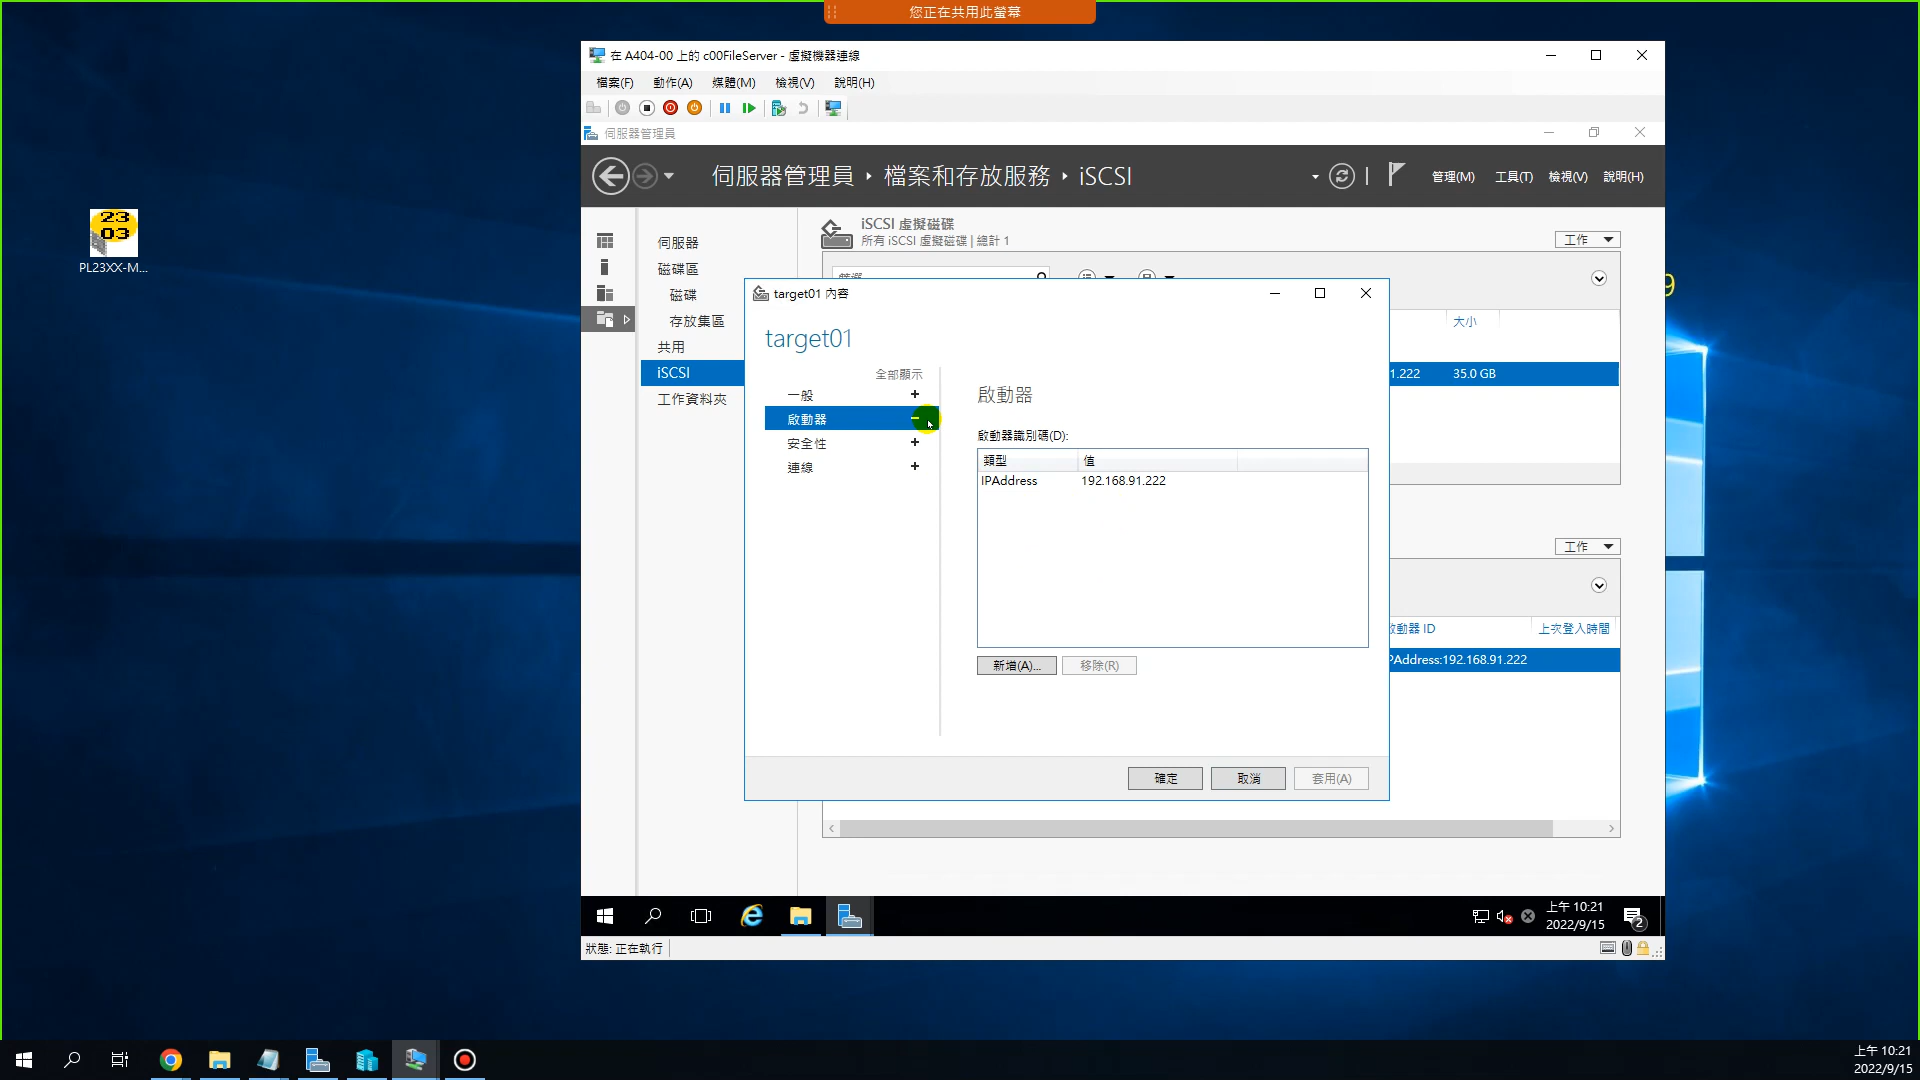 您正在共用此螢幕
在 A404-00 上的 c00FileServer - 虛擬機器連線
檔案(F) 動作(A) 媒體(M) 檢視(V) 說明(H)
伺服器管理員
伺服器管理員 ‣ 檔案和存放服務 ‣ iSCSI
管理(M) 工具(T) 檢視(V) 說明(H)
23
03
PL23XX-M...
伺服器
磁碟區
磁碟
存放集區
共用
iSCSI
工作資料夾
iSCSI 虛擬磁碟
所有 iSCSI 虛擬磁碟 | 總計 1
工作
9
大小
1.222 35.0 GB
工作
啟動器 ID 上次登入時間
PAddress:192.168.91.222
target01 內容
target01
全部顯示
一般 +
啟動器 −
安全性 +
連線 +
啟動器
啟動器識別碼(D):
類型 值
IPAddress 192.168.91.222
新增(A)... 移除(R)
確定 取消 套用(A)
上午 10:21
2022/9/15
2
狀態: 正在執行
上午 10:21
2022/9/15